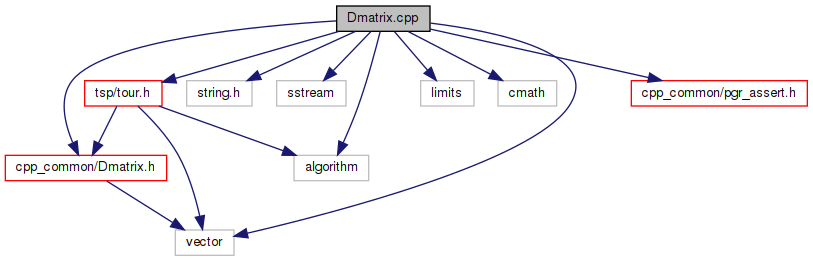 Dmatrix.cpp
tsp/tour.h
string.h
sstream
limits
cmath
cpp_common/pgr_assert.h
cpp_common/Dmatrix.h
algorithm
vector